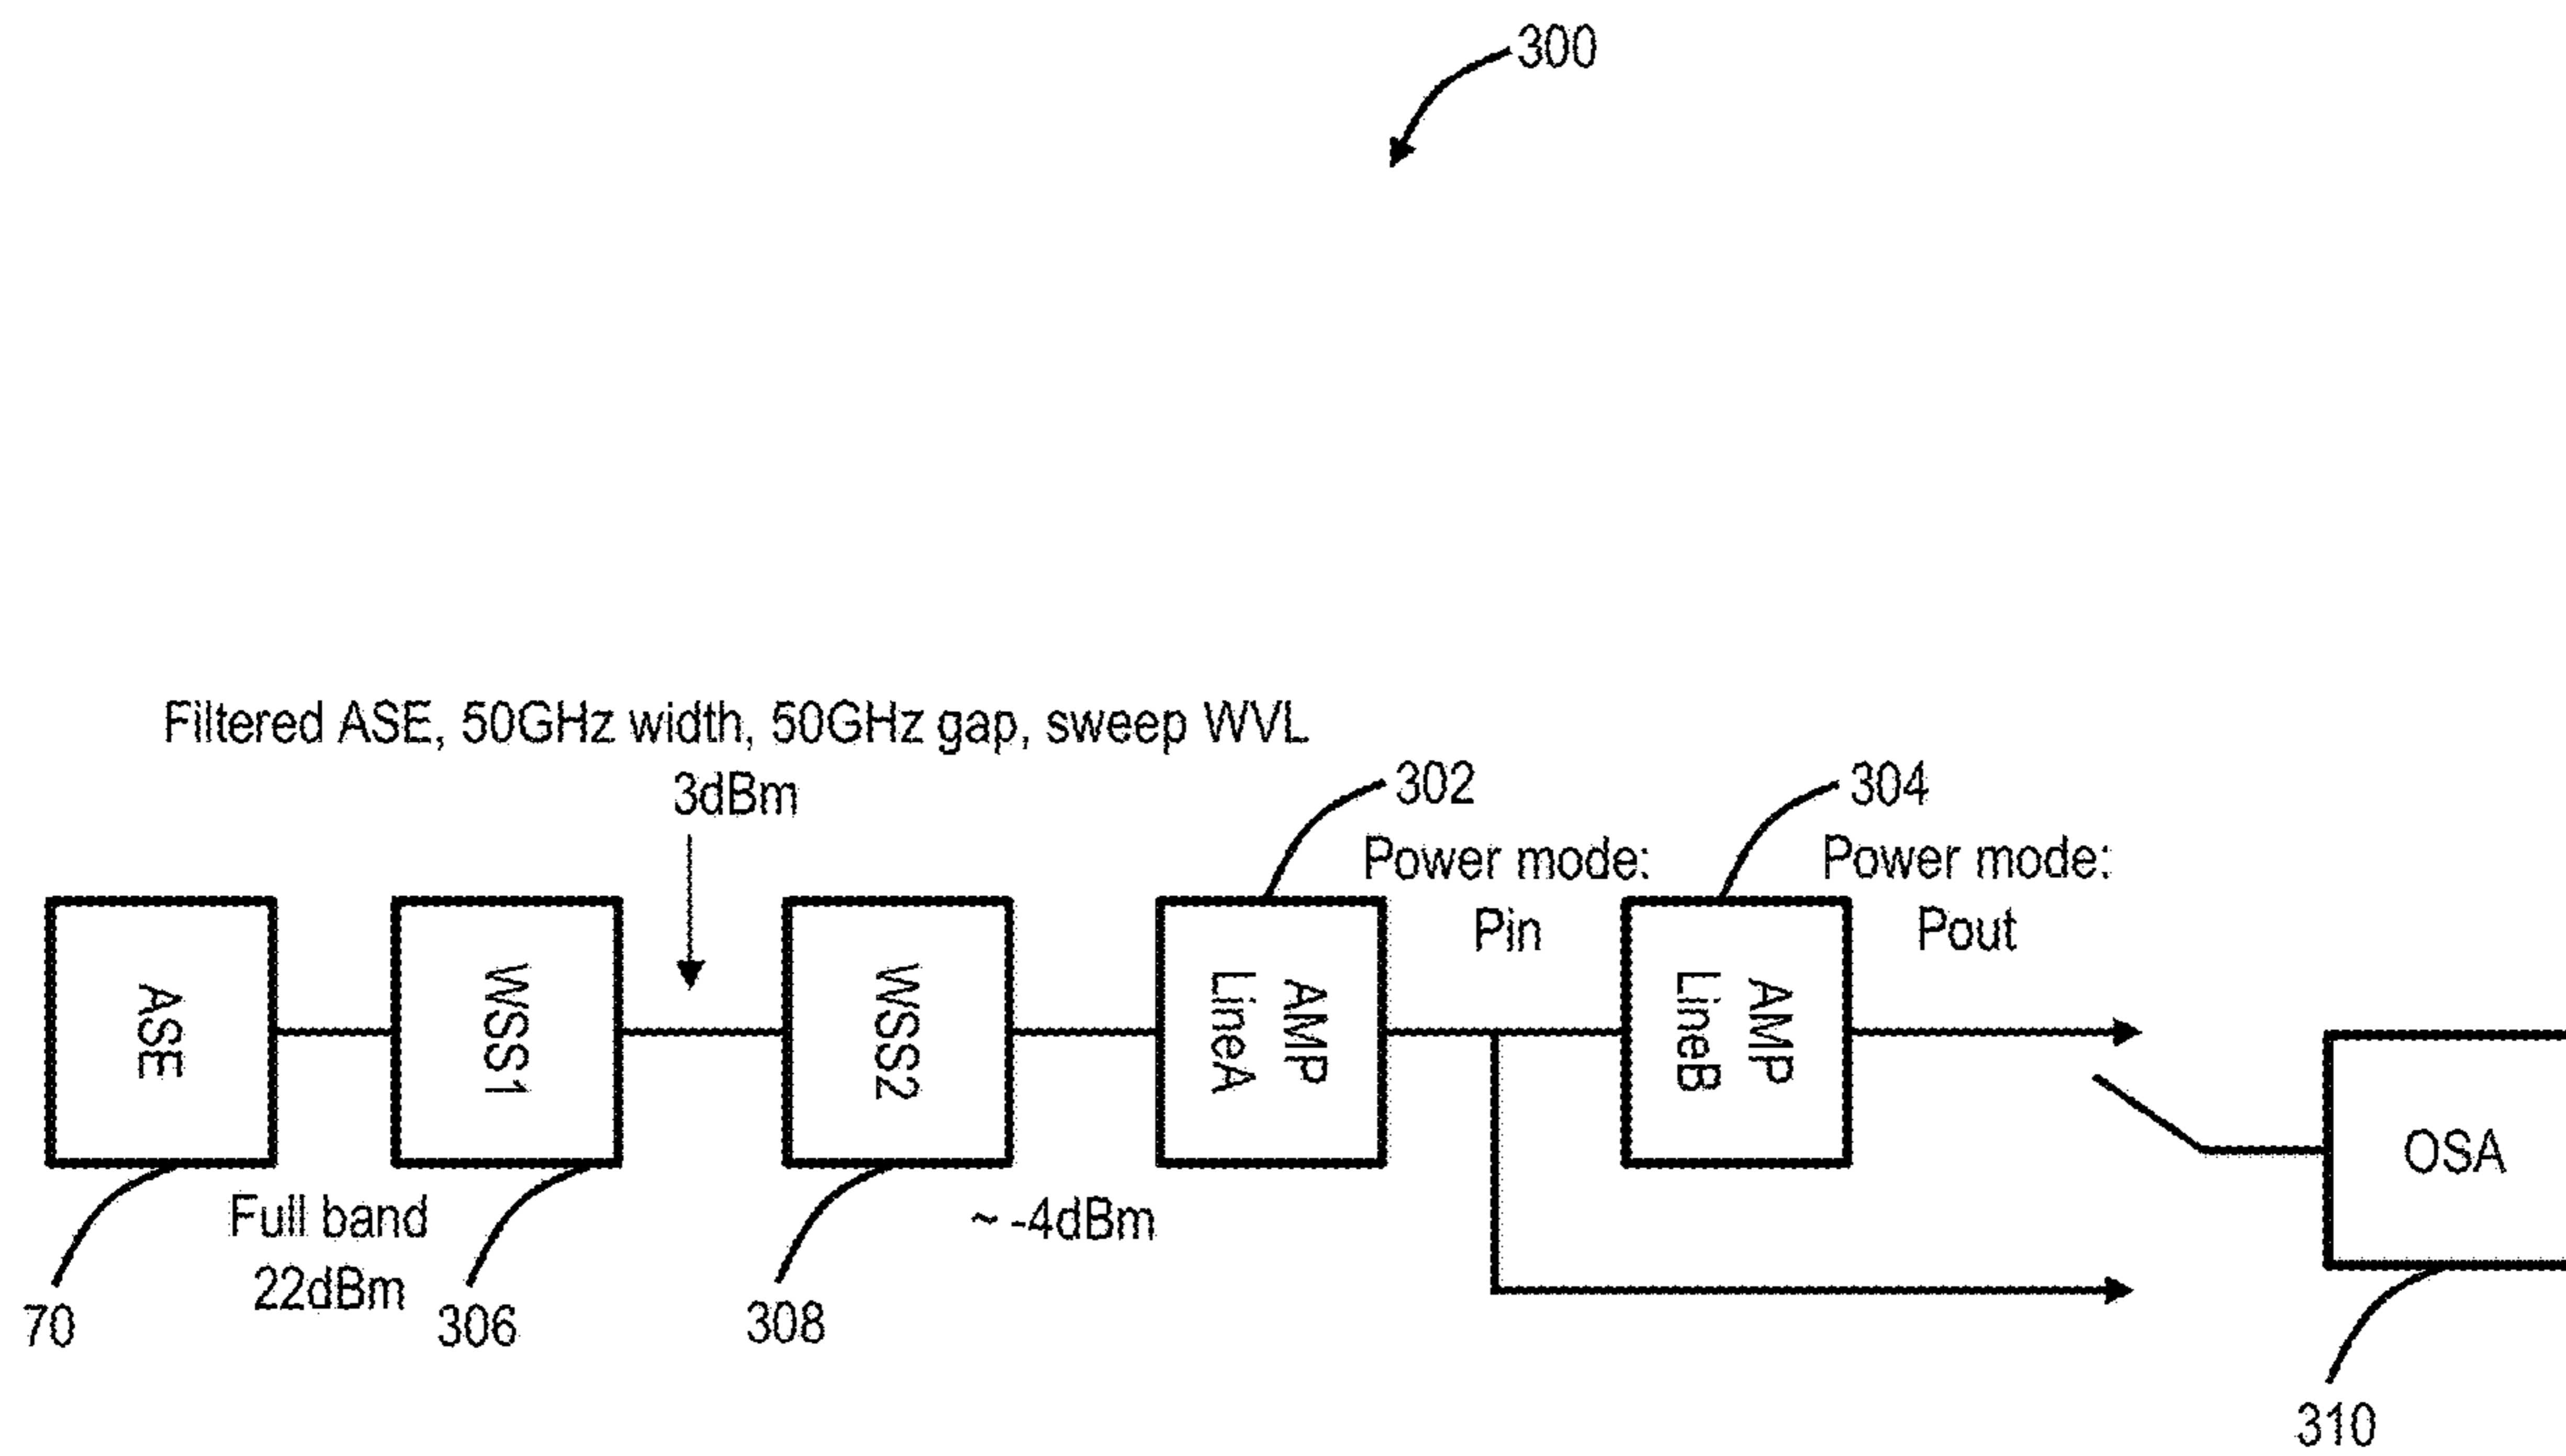 300
Filtered ASE, 50GHz width, 50GHz gap, sweep WVL
3dBm
302
Power mode:
Pin
304
Power mode:
Pout
ASE
WSS1
WSS2
AMP
LineA
AMP
LineB
OSA
Full band
22dBm
~ -4dBm
70
306
308
310